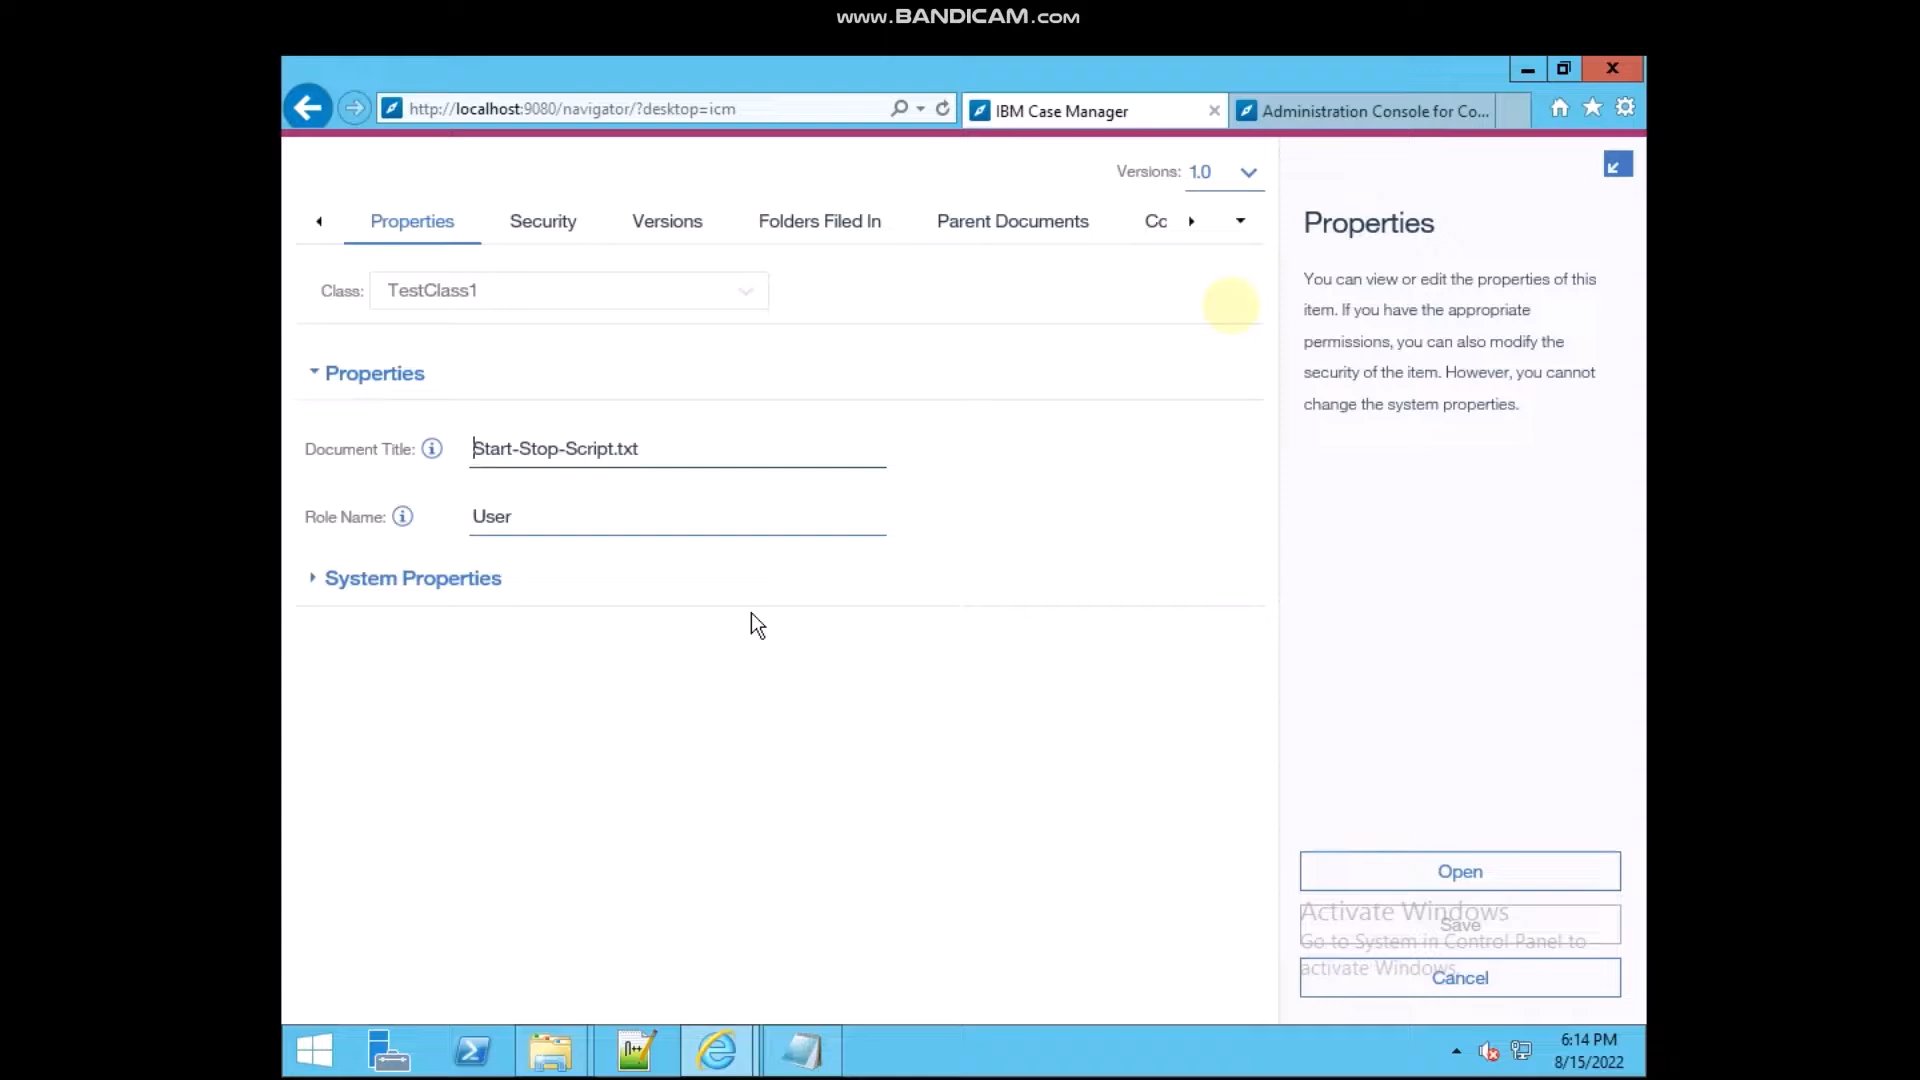 www.BANDICAM.com
http://localhost:9080/navigator/?desktop=icm
IBM Case Manager
Administration Console for Co...
Versions: 1.0
Properties
Security
Versions
Folders Filed In
Parent Documents
Cc
Class: TestClass1
Properties
Document Title: Start-Stop-Script.txt
Role Name: User
System Properties
Properties
You can view or edit the properties of this
item. If you have the appropriate
permissions, you can also modify the
security of the item. However, you cannot
change the system properties.
Open
Activate Windows
Save
Go to System in Control Panel to
activate Windows.
Cancel
6:14 PM
8/15/2022